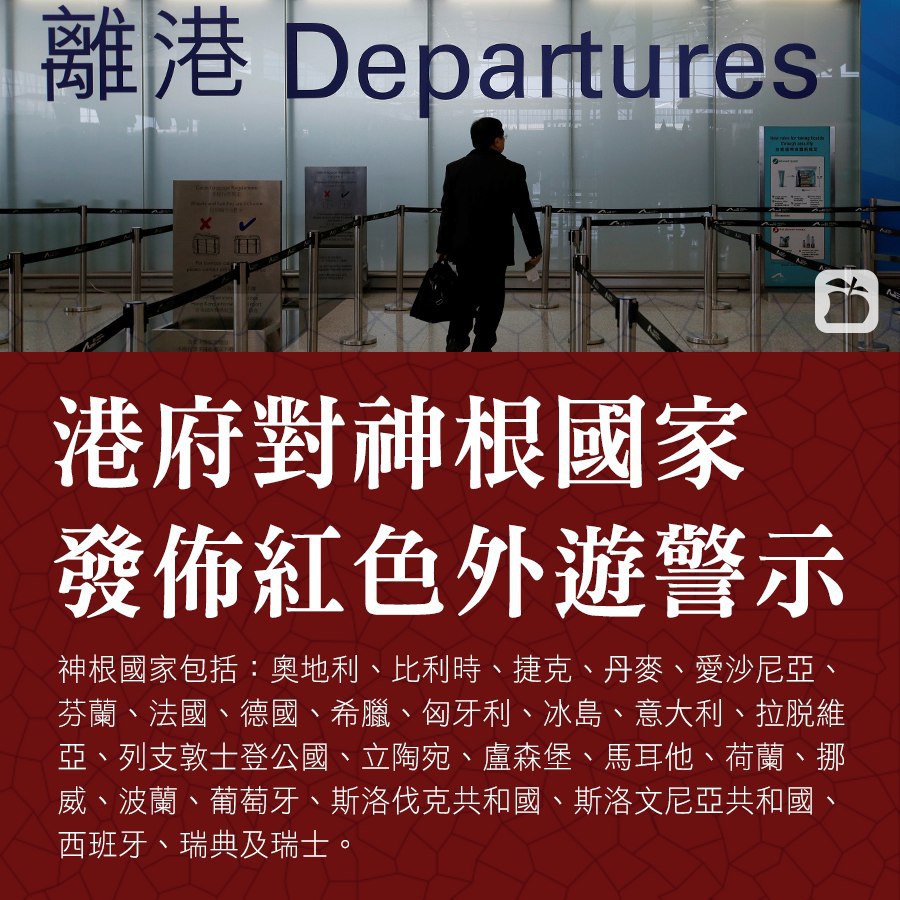 離港 Departures
港府對神根國家
發佈紅色外遊警示
神根國家包括：奧地利、比利時、捷克、丹麥、愛沙尼亞、
芬蘭、法國、德國、希臘、匈牙利、冰島、意大利、拉脫維
亞、列支敦士登公國、立陶宛、盧森堡、馬耳他、荷蘭、挪
威、波蘭、葡萄牙、斯洛伐克共和國、斯洛文尼亞共和國、
西班牙、瑞典及瑞士。